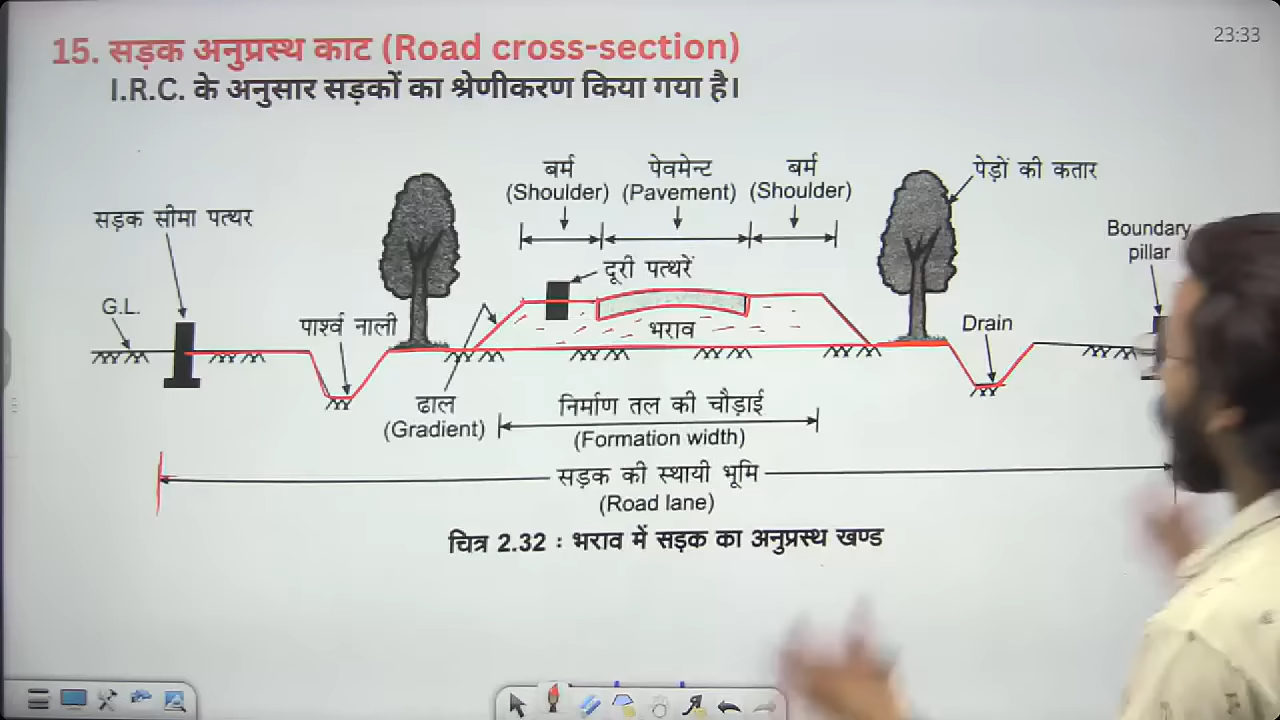 23:33
15. सड़क अनुप्रस्थ काट (Road cross-section)
I.R.C. के अनुसार सड़कों का श्रेणीकरण किया गया है।
बर्म
(Shoulder)
पेवमेन्ट
(Pavement)
बर्म
(Shoulder)
पेड़ों की कतार
सड़क सीमा पत्थर
Boundary
pillar
दूरी पत्थरें
G.L.
पार्श्व नाली
भराव
Drain
ढाल
(Gradient)
निर्माण तल की चौड़ाई
(Formation width)
सड़क की स्थायी भूमि
(Road lane)
चित्र 2.32 : भराव में सड़क का अनुप्रस्थ खण्ड